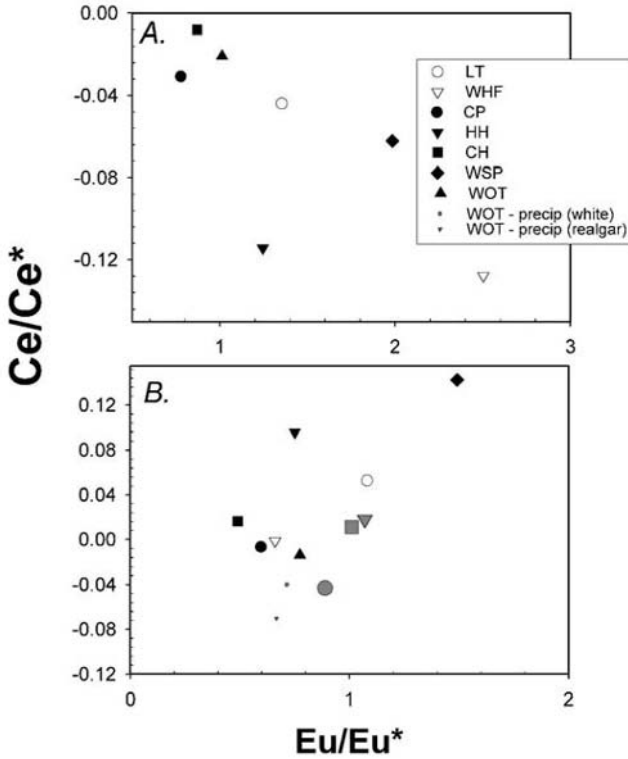 A.
0.00
-0.04
-0.08
-0.12
LT
WHF
CP
HH
CH
WSP
WOT
WOT - precip (white)
WOT - precip (realgar)
1
2
3
Ce/Ce*
B.
0.12
0.08
0.04
0.00
-0.04
-0.08
-0.12
0
1
2
Eu/Eu*